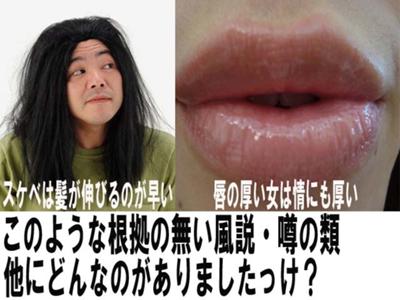 スケベは髪が伸びるのが早い
唇の厚い女は情にも厚い
このような根拠の無い風説・噂の類
他にどんなのがありましたっけ？